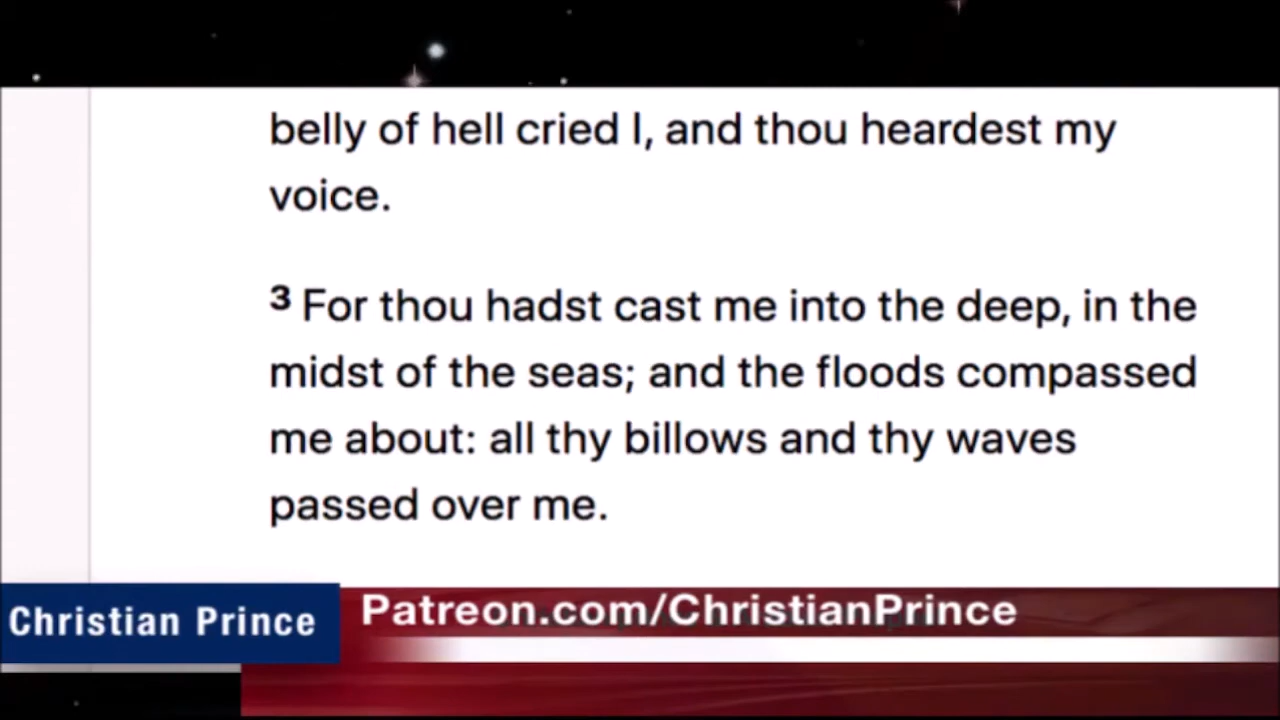 belly of hell cried I, and thou heardest my
voice.
3 For thou hadst cast me into the deep, in the
midst of the seas; and the floods compassed
me about: all thy billows and thy waves
passed over me.
Christian Prince
Patreon.com/ChristianPrince